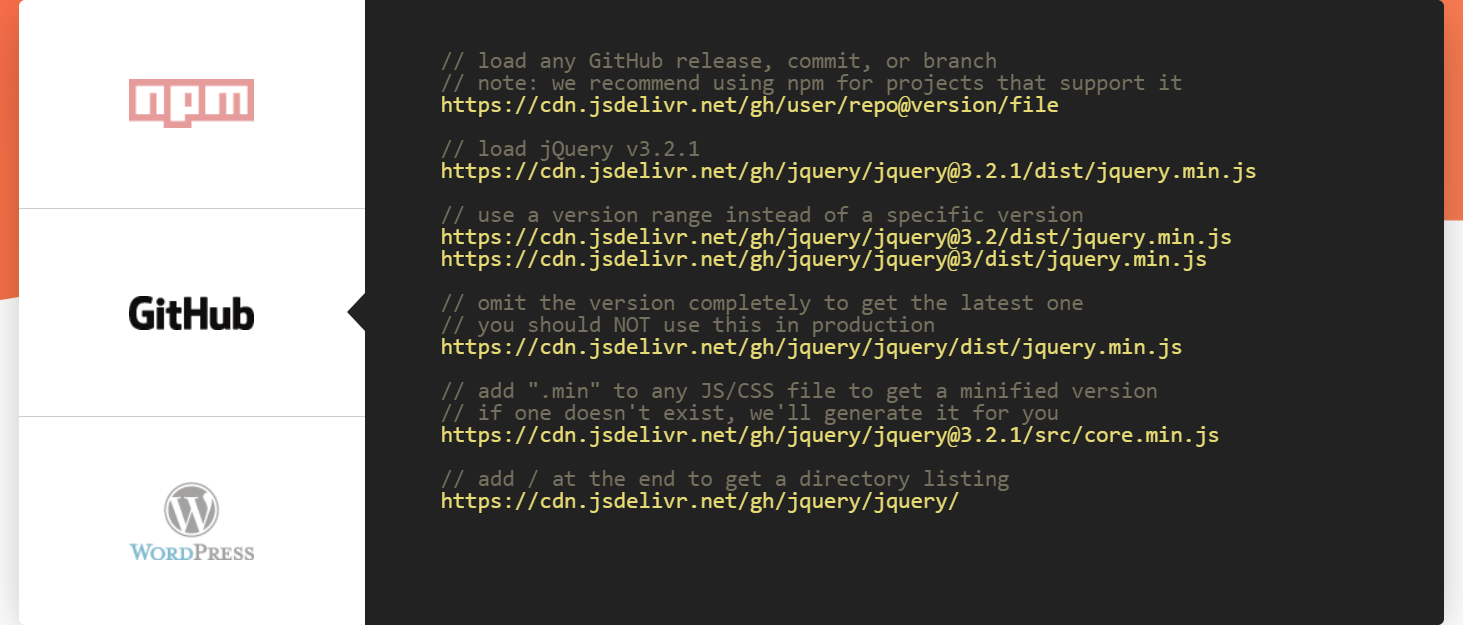 npm
GitHub
WORDPRESS
// load any GitHub release, commit, or branch
// note: we recommend using npm for projects that support it
https://cdn.jsdelivr.net/gh/user/repo@version/file
// load jQuery v3.2.1
https://cdn.jsdelivr.net/gh/jquery/jquery@3.2.1/dist/jquery.min.js
// use a version range instead of a specific version
https://cdn.jsdelivr.net/gh/jquery/jquery@3.2/dist/jquery.min.js
https://cdn.jsdelivr.net/gh/jquery/jquery@3/dist/jquery.min.js
// omit the version completely to get the latest one
// you should NOT use this in production
https://cdn.jsdelivr.net/gh/jquery/jquery/dist/jquery.min.js
// add ".min" to any JS/CSS file to get a minified version
// if one doesn't exist, we'll generate it for you
https://cdn.jsdelivr.net/gh/jquery/jquery@3.2.1/src/core.min.js
// add / at the end to get a directory listing
https://cdn.jsdelivr.net/gh/jquery/jquery/